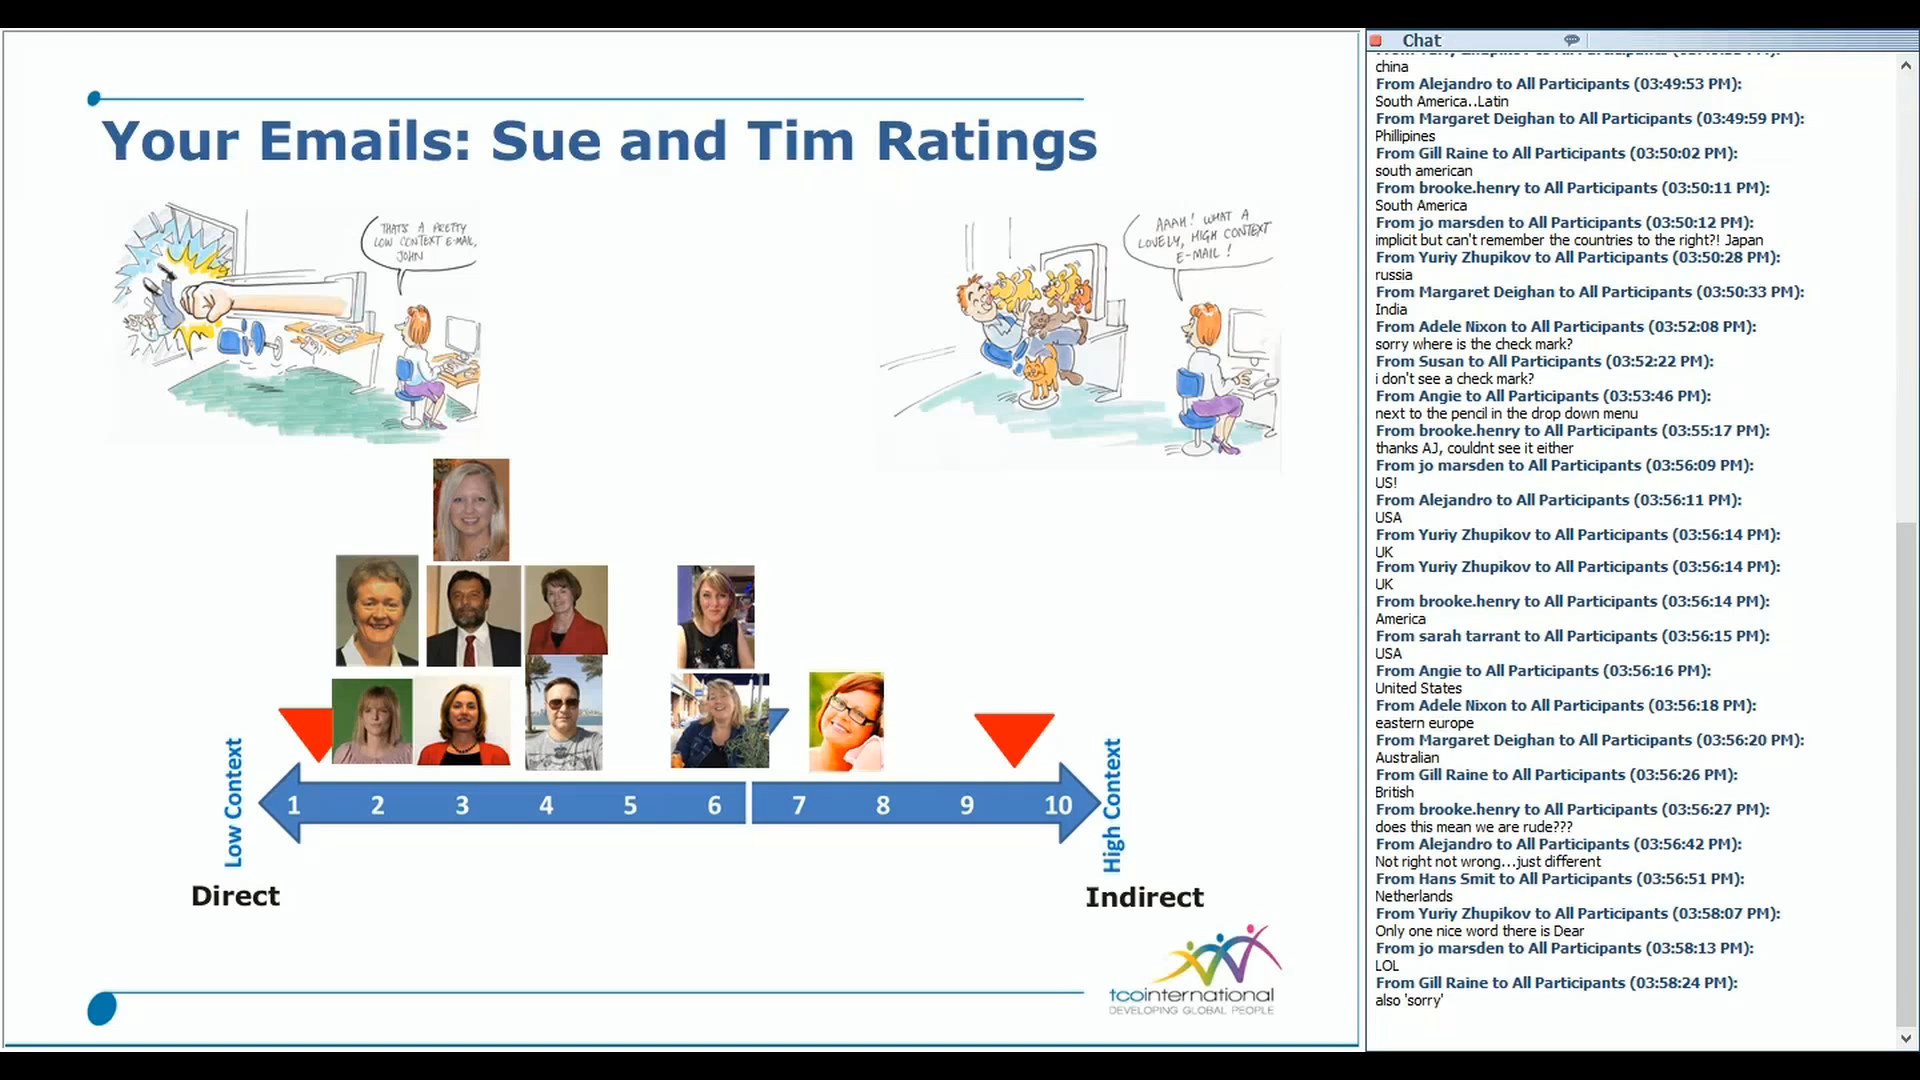 Your Emails: Sue and Tim Ratings
THAT'S A PRETTY
LOW CONTEXT E-MAIL,
JOHN
AAAH! WHAT A
LOVELY, HIGH CONTEXT
E-MAIL!
Low Context
1 2 3 4 5 6 7 8 9 10
High Context
Direct
Indirect
tcointernational
DEVELOPING GLOBAL PEOPLE
Chat
china
From Alejandro to All Participants (03:49:53 PM):
South America..Latin
From Margaret Deighan to All Participants (03:49:59 PM):
Phillipines
From Gill Raine to All Participants (03:50:02 PM):
south american
From brooke.henry to All Participants (03:50:11 PM):
South America
From jo marsden to All Participants (03:50:12 PM):
implicit but can't remember the countries to the right?! Japan
From Yuriy Zhupikov to All Participants (03:50:28 PM):
russia
From Margaret Deighan to All Participants (03:50:33 PM):
India
From Adele Nixon to All Participants (03:52:08 PM):
sorry where is the check mark?
From Susan to All Participants (03:52:22 PM):
i don't see a check mark?
From Angie to All Participants (03:53:46 PM):
next to the pencil in the drop down menu
From brooke.henry to All Participants (03:55:17 PM):
thanks AJ, couldnt see it either
From jo marsden to All Participants (03:56:09 PM):
US!
From Alejandro to All Participants (03:56:11 PM):
USA
From Yuriy Zhupikov to All Participants (03:56:14 PM):
UK
From Yuriy Zhupikov to All Participants (03:56:14 PM):
UK
From brooke.henry to All Participants (03:56:14 PM):
America
From sarah tarrant to All Participants (03:56:15 PM):
USA
From Angie to All Participants (03:56:16 PM):
United States
From Adele Nixon to All Participants (03:56:18 PM):
eastern europe
From Margaret Deighan to All Participants (03:56:20 PM):
Australian
From Gill Raine to All Participants (03:56:26 PM):
British
From brooke.henry to All Participants (03:56:27 PM):
does this mean we are rude???
From Alejandro to All Participants (03:56:42 PM):
Not right not wrong...just different
From Hans Smit to All Participants (03:56:51 PM):
Netherlands
From Yuriy Zhupikov to All Participants (03:58:07 PM):
Only one nice word there is Dear
From jo marsden to All Participants (03:58:13 PM):
LOL
From Gill Raine to All Participants (03:58:24 PM):
also 'sorry'